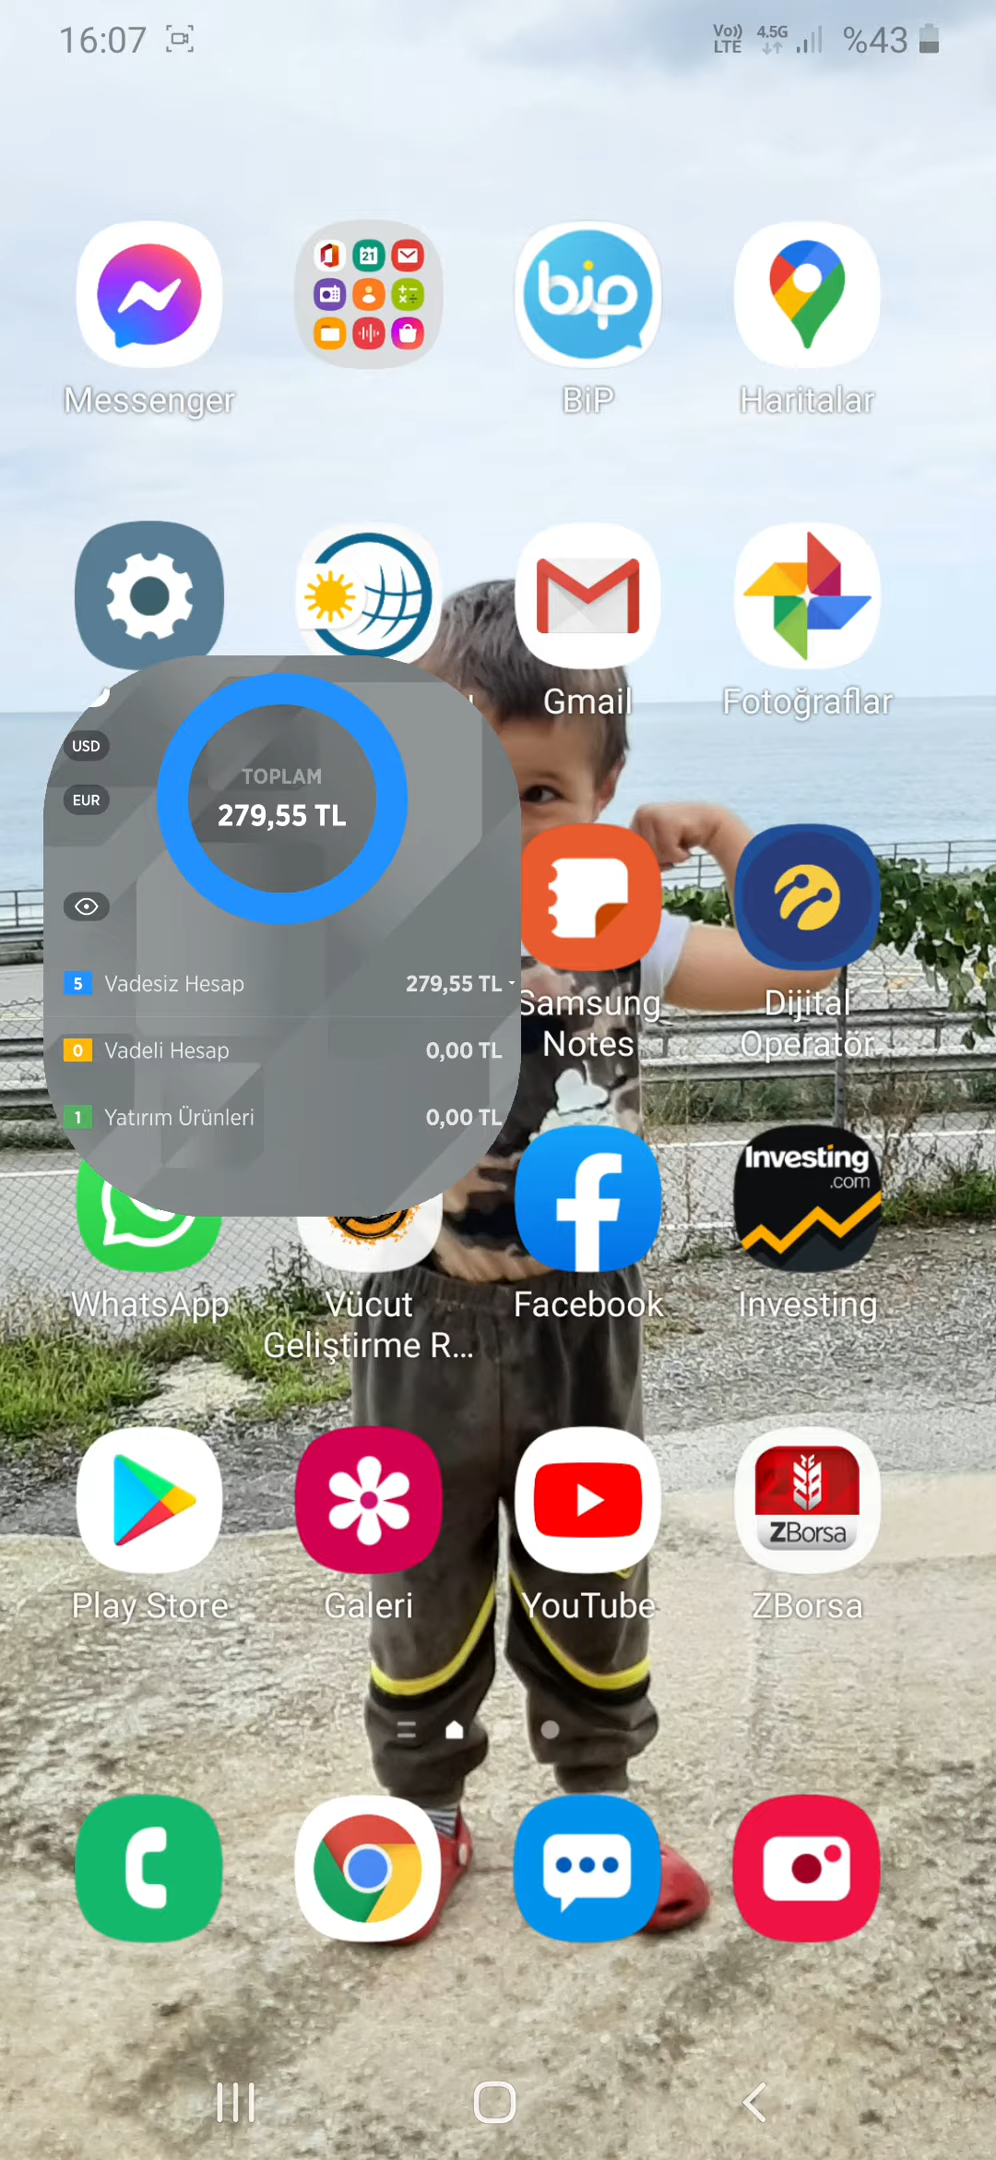 16:07
Vo)) LTE
4.5G
%43
21
bip
Messenger
BiP
Haritalar
Gmail
Fotoğraflar
USD
TOPLAM
EUR
279,55 TL
5 Vadesiz Hesap 279,55 TL
0 Vadeli Hesap 0,00 TL
1 Yatırım Ürünleri 0,00 TL
Samsung
Notes
Dijital
Operatör
Investing
.com
WhatsApp
Vücut
Geliştirme R...
Facebook
Investing
ZBorsa
Play Store
Galeri
YouTube
ZBorsa